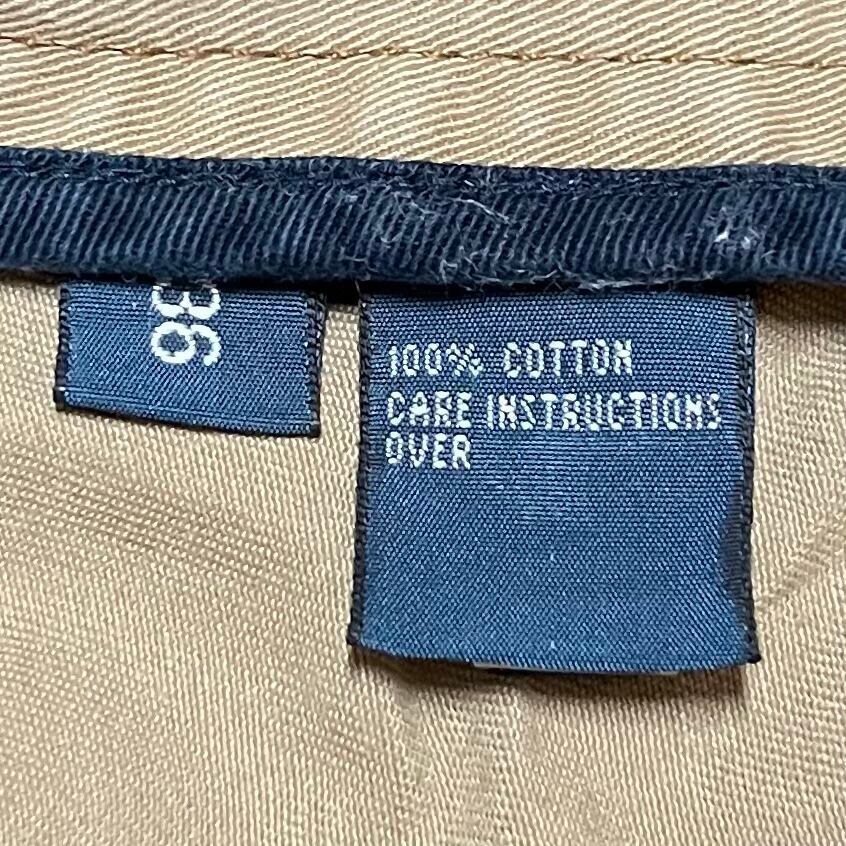 36
100% COTTON
CARE INSTRUCTIONS
OVER